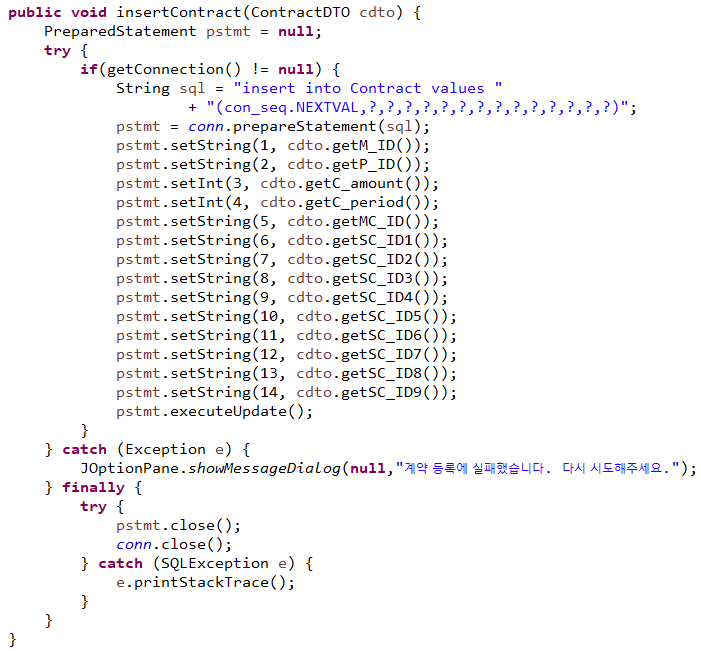 public void insertContract(ContractDTO cdto) {
    PreparedStatement pstmt = null;
    try {
        if(getConnection() != null) {
            String sql = "insert into Contract values "
                    + "(con_seq.NEXTVAL,?,?,?,?,?,?,?,?,?,?,?,?,?,?)";
            pstmt = conn.prepareStatement(sql);
            pstmt.setString(1, cdto.getM_ID());
            pstmt.setString(2, cdto.getP_ID());
            pstmt.setInt(3, cdto.getC_amount());
            pstmt.setInt(4, cdto.getC_period());
            pstmt.setString(5, cdto.getMC_ID());
            pstmt.setString(6, cdto.getSC_ID1());
            pstmt.setString(7, cdto.getSC_ID2());
            pstmt.setString(8, cdto.getSC_ID3());
            pstmt.setString(9, cdto.getSC_ID4());
            pstmt.setString(10, cdto.getSC_ID5());
            pstmt.setString(11, cdto.getSC_ID6());
            pstmt.setString(12, cdto.getSC_ID7());
            pstmt.setString(13, cdto.getSC_ID8());
            pstmt.setString(14, cdto.getSC_ID9());
            pstmt.executeUpdate();
        }
    } catch (Exception e) {
        JOptionPane.showMessageDialog(null,"계약 등록에 실패했습니다. 다시 시도해주세요.");
    } finally {
        try {
            pstmt.close();
            conn.close();
        } catch (SQLException e) {
            e.printStackTrace();
        }
    }
}